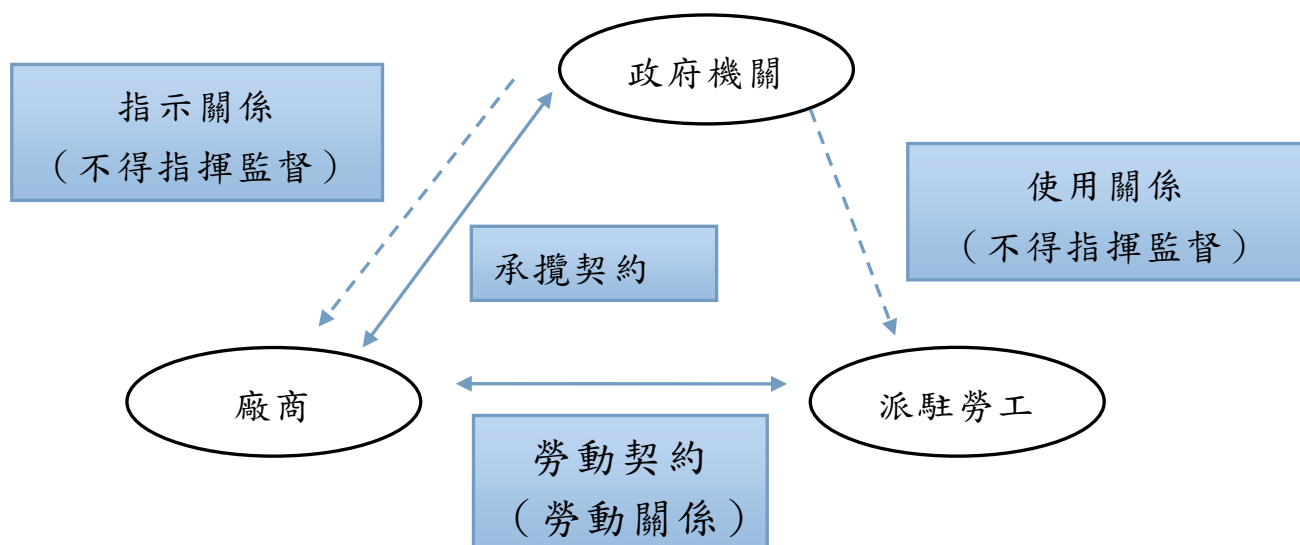 政府機關
指示關係
（不得指揮監督）
使用關係
（不得指揮監督）
承攬契約
廠商
派駐勞工
勞動契約
（勞動關係）